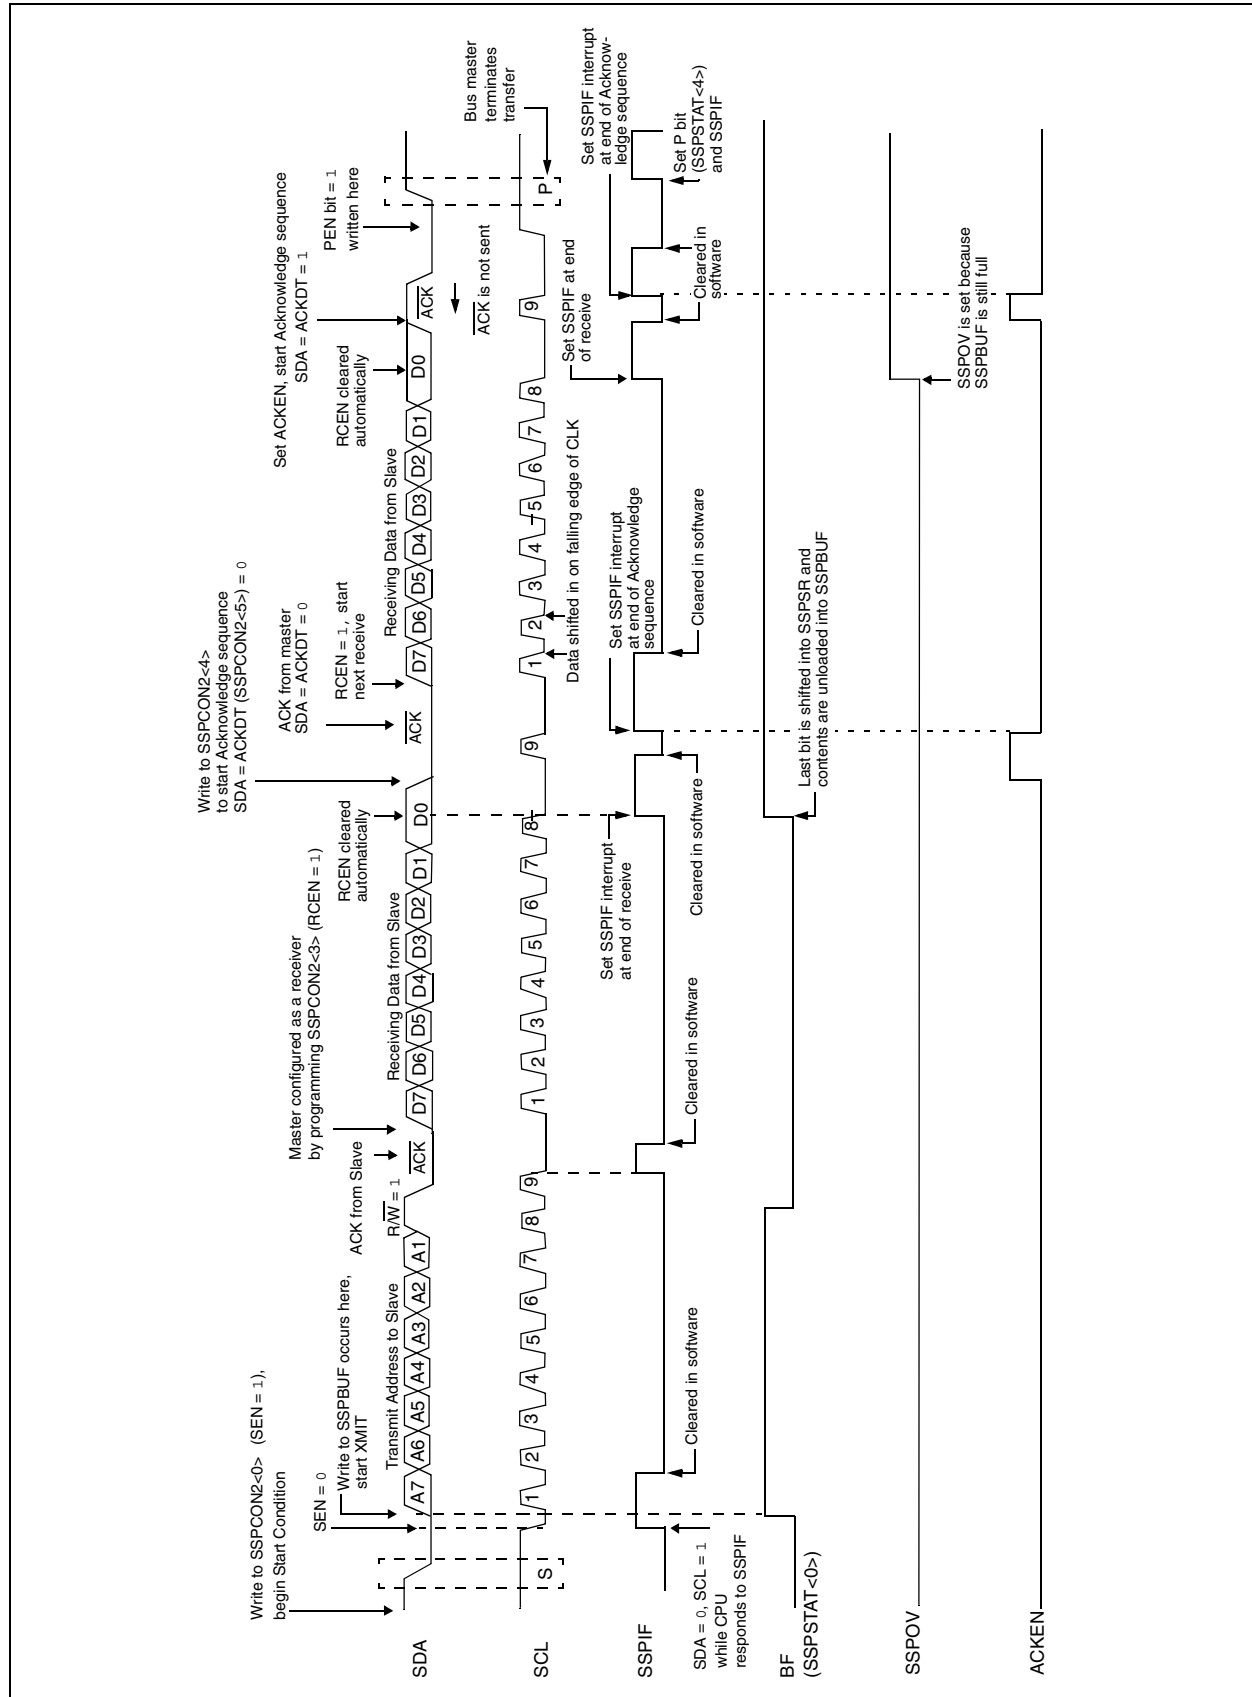 Write to SSPCON2<0> (SEN = 1),
begin Start Condition
SEN = 0
Write to SSPBUF occurs here,
start XMIT
Transmit Address to Slave
R/W = 1
ACK from Slave
Master configured as a receiver
by programming SSPCON2<3> (RCEN = 1)
Receiving Data from Slave
RCEN cleared
automatically
Write to SSPCON2<4>
to start Acknowledge sequence
SDA = ACKDT (SSPCON2<5>) = 0
ACK from master
SDA = ACKDT = 0
RCEN = 1, start
next receive
Receiving Data from Slave
RCEN cleared
automatically
Set ACKEN, start Acknowledge sequence
SDA = ACKDT = 1
PEN bit = 1
written here
SDA
A7 A6 A5 A4 A3 A2 A1 ACK D7 D6 D5 D4 D3 D2 D1 D0 ACK D7 D6 D5 D4 D3 D2 D1 D0 ACK
ACK is not sent
Bus master
terminates
transfer
SCL
S 1 2 3 4 5 6 7 8 9 1 2 3 4 5 6 7 8 9 1 2 3 4 5 6 7 8 9 P
Data shifted in on falling edge of CLK
Set SSPIF interrupt
at end of receive
Set SSPIF interrupt
at end of Acknowledge
sequence
Set SSPIF at end
of receive
Set SSPIF interrupt
at end of Acknow-
ledge sequence
SSPIF
SDA = 0, SCL = 1
while CPU
responds to SSPIF
Cleared in software
Cleared in software
Cleared in software
Cleared in software
Cleared in
software
Set P bit
(SSPSTAT<4>)
and SSPIF
BF
(SSPSTAT<0>)
Last bit is shifted into SSPSR and
contents are unloaded into SSPBUF
SSPOV
SSPOV is set because
SSPBUF is still full
ACKEN